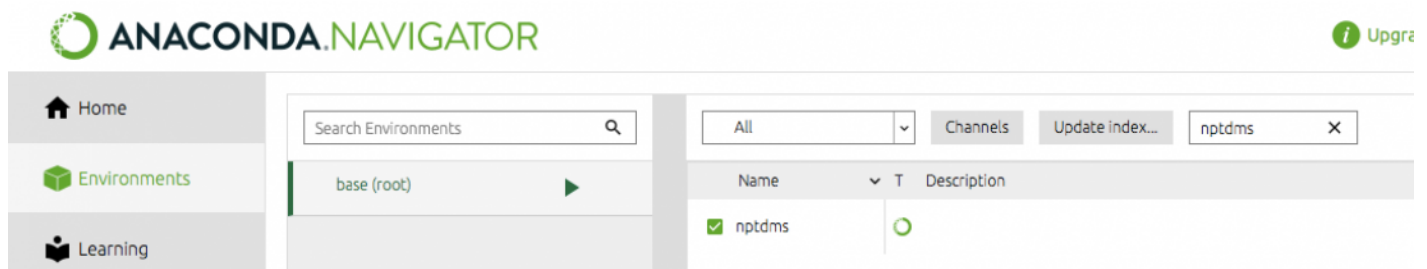 ANACONDA.NAVIGATOR
Upgra
Home
Environments
Learning
Search Environments
base (root)
All
Channels
Update index...
nptdms
Name
T
Description
nptdms